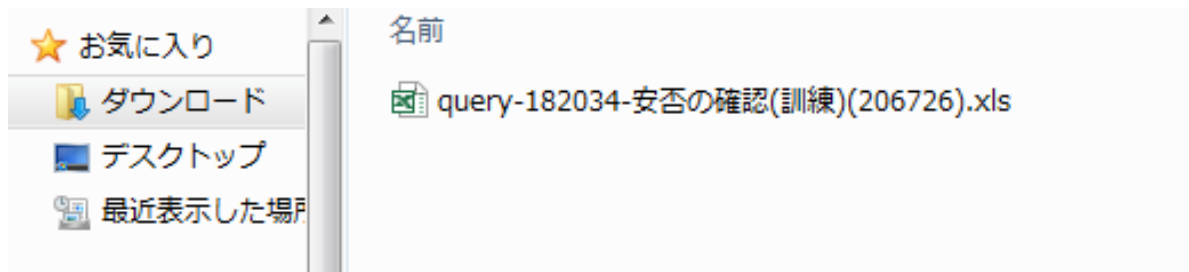 お気に入り
ダウンロード
デスクトップ
最近表示した場所
名前
query-182034-安否の確認(訓練)(206726).xls